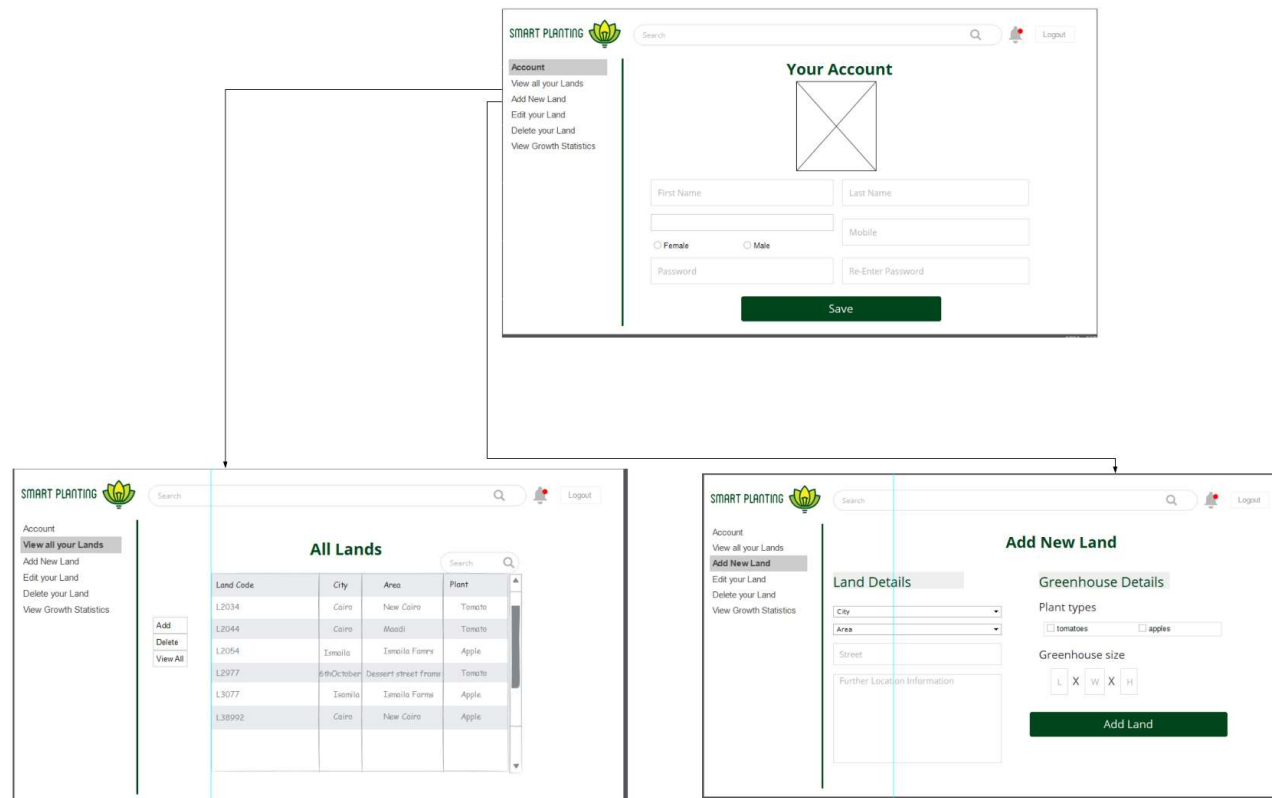 SMART PLANTING
Search
Logout
Account
View all your Lands
Add New Land
Edit your Land
Delete your Land
View Growth Statistics
Your Account
First Name
Last Name
Mobile
Female
Male
Password
Re-Enter Password
Save
SMART PLANTING
Search
Logout
Account
View all your Lands
Add New Land
Edit your Land
Delete your Land
View Growth Statistics
All Lands
Search
Add
Delete
View All
Land Code City Area Plant
L2034 Cairo New Cairo Tomato
L2044 Cairo Maadi Tomato
L2054 Ismaila Ismaila Famrs Apple
L2977 6thOctober Dessert street frams Tomato
L3077 Isamila Ismaila Farms Apple
L38992 Cairo New Cairo Apple
SMART PLANTING
Search
Logout
Account
View all your Lands
Add New Land
Edit your Land
Delete your Land
View Growth Statistics
Add New Land
Land Details
City
Area
Street
Further Location Information
Greenhouse Details
Plant types
tomatoes
apples
Greenhouse size
L X W X H
Add Land